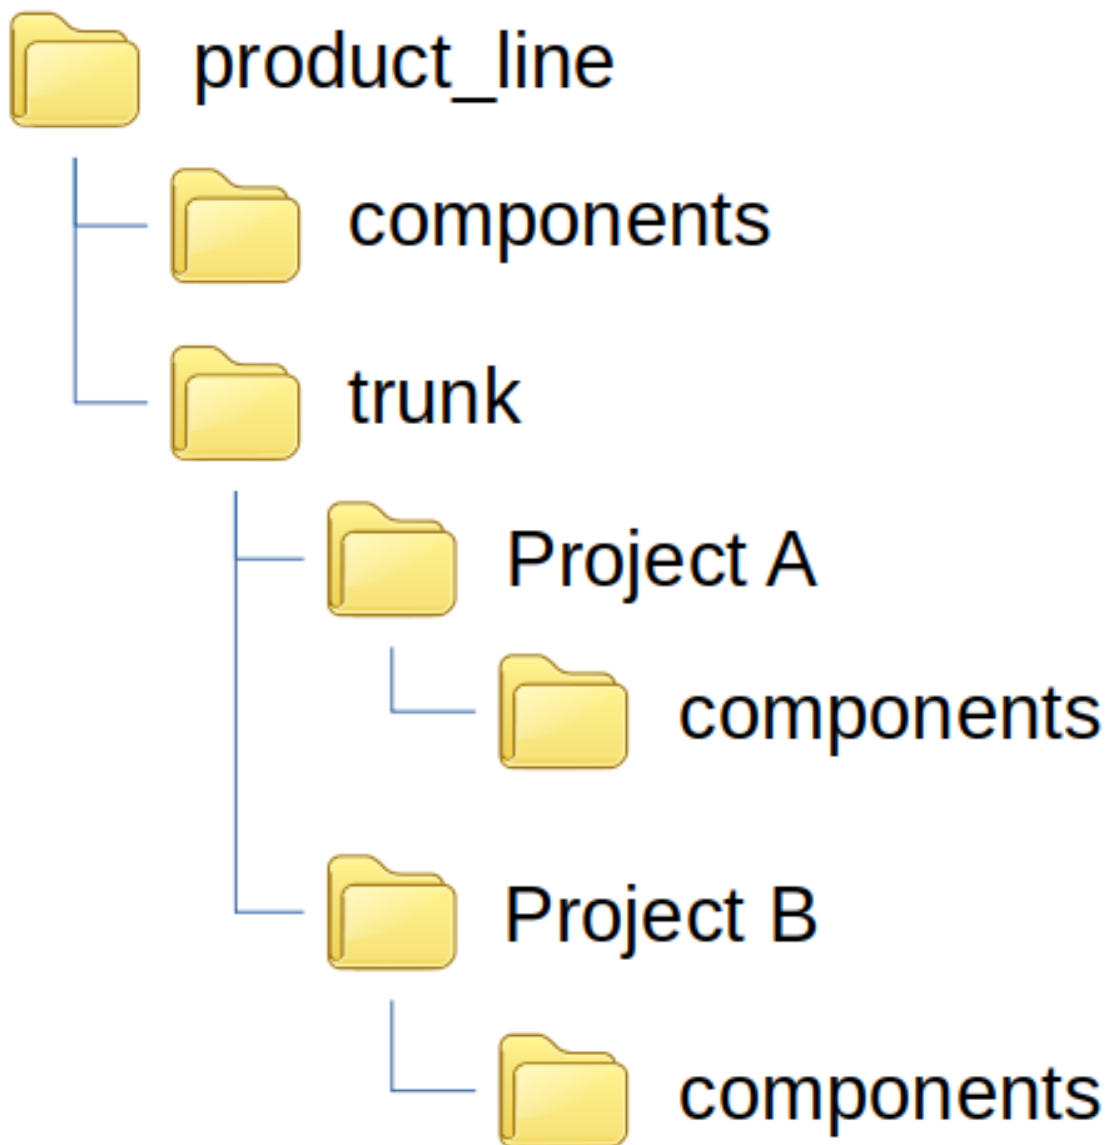 product_line
components
trunk
Project A
components
Project B
components